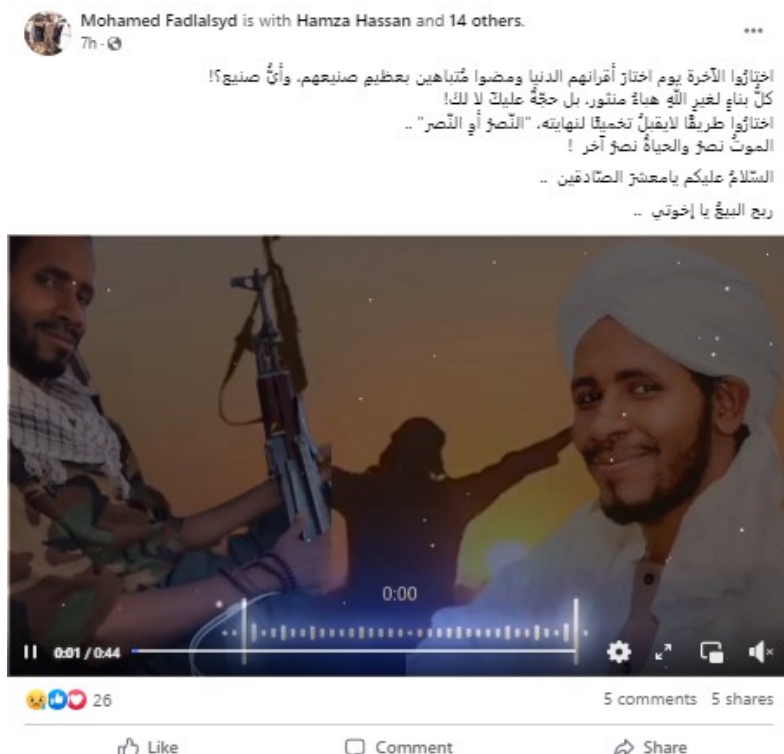 Mohamed Fadlalsyd is with Hamza Hassan and 14 others.
7h
اختارُوا الآخرة يوم اختارَ أقرانهم الدنيا ومضوا مُتباهين بعظيمِ صنيعهم، وأيُّ صنيع؟!
كلُّ بناءٍ لغيرِ اللّهِ هباءٌ منثور، بل حجّةٌ عليكَ لا لك!
اختارُوا طريقًا لايقبلُ تخمينًا لنهايته، "النّصرُ أوِ النّصر" ..
الموتُ نصرٌ والحياةُ نصرٌ آخر !
السّلامُ عليكم يامعشرَ الصّادقين ..
ربح البيعُ يا إخوتي ..
0:00
0:01 / 0:44
26
5 comments 5 shares
Like Comment Share